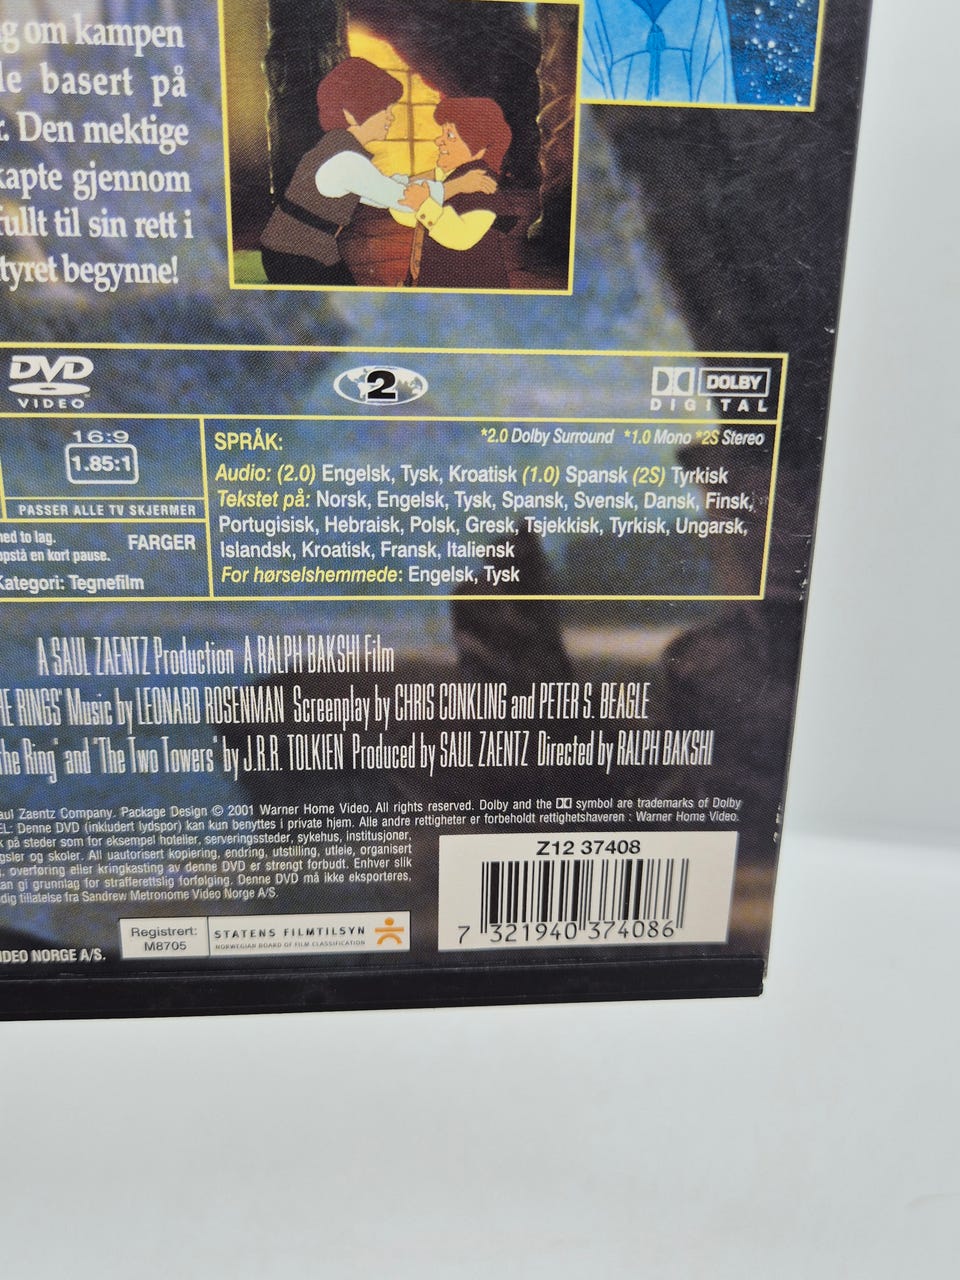 g om kampen
le basert på
r. Den mektige
kapte gjennom
fullt til sin rett i
tyret begynne!
DVD
VIDEO
2
DOLBY
DIGITAL
16:9
1.85:1
PASSER ALLE TV SKJERMER
ned to lag.
opstå en kort pause.
FARGER
Kategori: Tegnefilm
SPRÅK:
*2.0 Dolby Surround *1.0 Mono *2S Stereo
Audio: (2.0) Engelsk, Tysk, Kroatisk (1.0) Spansk (2S) Tyrkisk
Tekstet på: Norsk, Engelsk, Tysk, Spansk, Svensk, Dansk, Finsk,
Portugisisk, Hebraisk, Polsk, Gresk, Tsjekkisk, Tyrkisk, Ungarsk,
Islandsk, Kroatisk, Fransk, Italiensk
For hørselshemmede: Engelsk, Tysk
A SAUL ZAENTZ Production A RALPH BAKSHI Film
HE RINGS' Music by LEONARD ROSENMAN Screenplay by CHRIS CONKLING and PETER S. BEAGLE
the Ring' and 'The Two Towers' by J.R.R. TOLKIEN Produced by SAUL ZAENTZ Directed by RALPH BAKSHI
aul Zaentz Company. Package Design © 2001 Warner Home Video. All rights reserved. Dolby and the symbol are trademarks of Dolby
EL: Denne DVD (inkludert lydspor) kan kun benyttes i private hjem. Alle andre rettigheter er forbeholdt rettighetshaveren : Warner Home Video.
k på steder som for eksempel hoteller, serveringssteder, sykehus, institusjoner,
gsler og skoler. All uautorisert kopiering, endring, utstilling, utleie, organisert
, overføring eller kringkasting av denne DVD er strengt forbudt. Enhver slik
an gi grunnlag for strafferettslig forfølging. Denne DVD må ikke eksporteres,
dig tillatelse fra Sandrew Metronome Video Norge A/S.
Registrert:
M8705
STATENS FILMTILSYN
NORWEGIAN BOARD OF FILM CLASSIFICATION
IDEO NORGE A/S.
Z12 37408
7 321940 374086